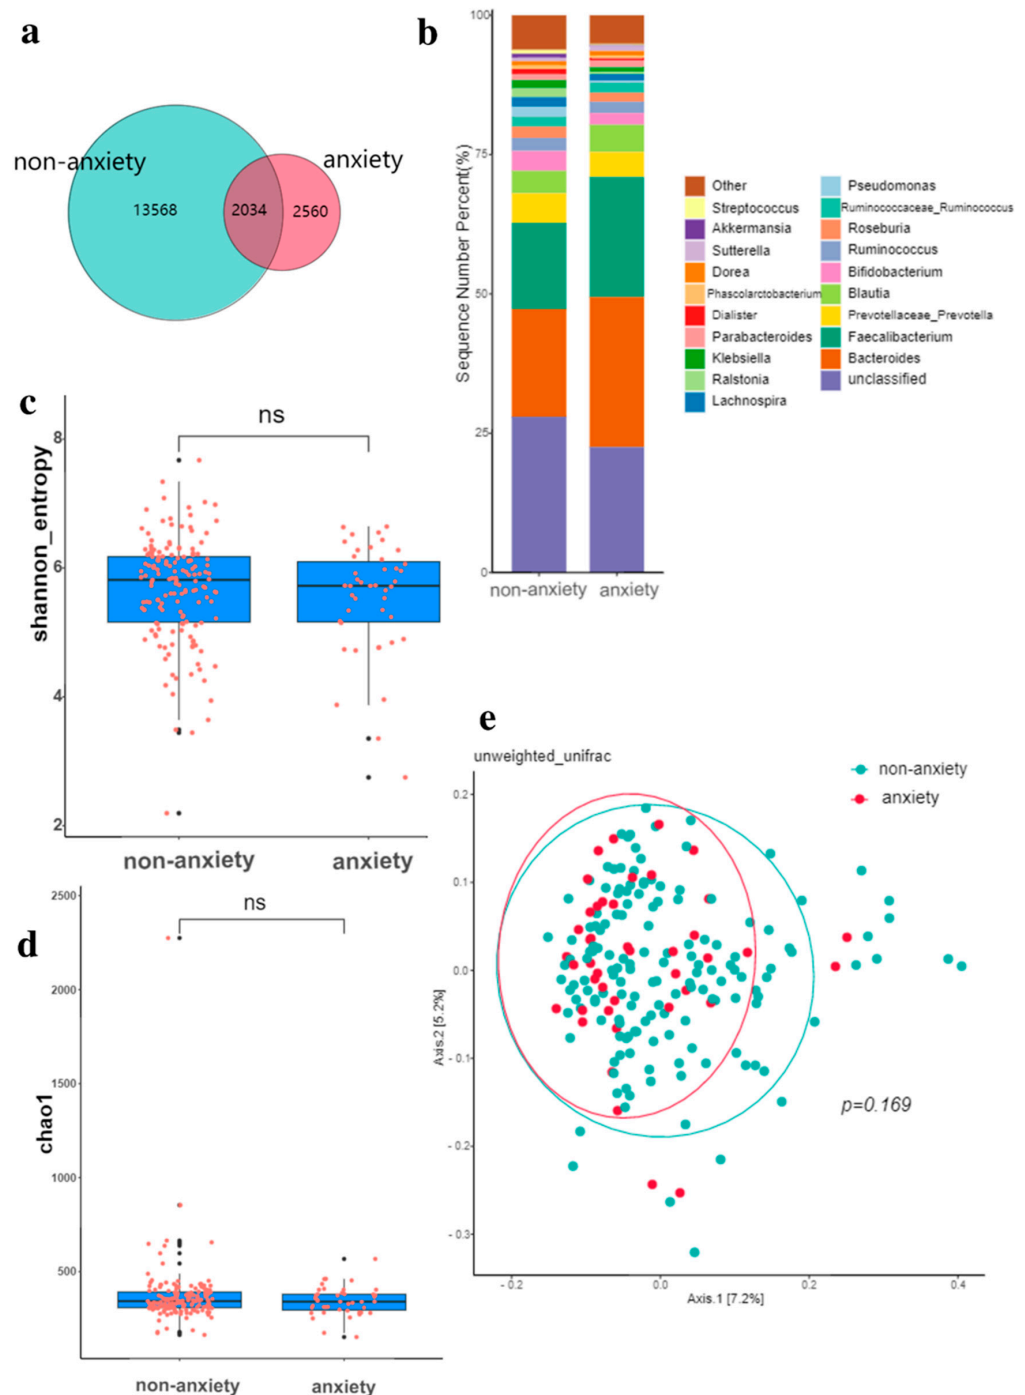 a
non-anxiety
anxiety
13568
2034
2560
b
Sequence Number Percent(%)
100
75
50
25
0
non-anxiety
anxiety
Other
Streptococcus
Akkermansia
Sutterella
Dorea
Phascolarctobacterium
Dialister
Parabacteroides
Klebsiella
Ralstonia
Lachnospira
Pseudomonas
Ruminococcaceae_Ruminococcus
Roseburia
Ruminococcus
Bifidobacterium
Blautia
Prevotellaceae_Prevotella
Faecalibacterium
Bacteroides
unclassified
c
ns
shannon_entropy
8
6
4
2
non-anxiety
anxiety
d
ns
chao1
2500
2000
1500
1000
500
non-anxiety
anxiety
e
unweighted_unifrac
non-anxiety
anxiety
p=0.169
Axis.2 [5.2%]
0.2
0.1
0.0
- 0.1
- 0.2
- 0.3
- 0.2
0.0
0.2
0.4
Axis.1 [7.2%]